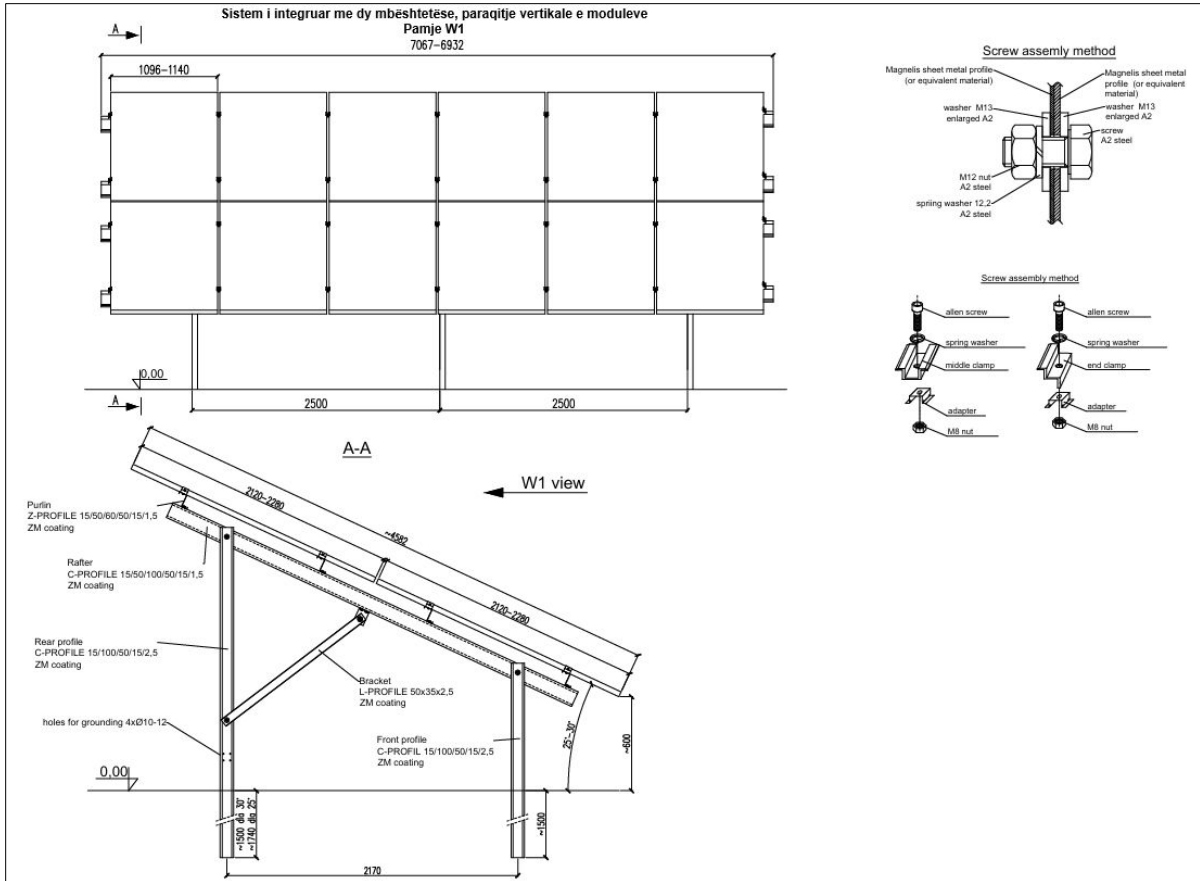 Sistem i integruar me dy mbështetëse, paraqitje vertikale e moduleve
Pamje W1
A
7067-6932
1096-1140
0,00
A
2500
2500
Screw assemly method
Magnelis sheet metal profile
(or equivalent material)
Magnelis sheet metal
profile (or equivalent
material)
washer M13
enlarged A2
washer M13
enlarged A2
screw
A2 steel
M12 nut
A2 steel
spriing washer 12,2
A2 steel
Screw assembly method
allen screw
spring washer
middle clamp
adapter
M8 nut
allen screw
spring washer
end clamp
adapter
M8 nut
A-A
W1 view
2120-2280
~4582
2120-2280
Purlin
Z-PROFILE 15/50/60/50/15/1,5
ZM coating
Rafter
C-PROFILE 15/50/100/50/15/1,5
ZM coating
Rear profile
C-PROFILE 15/100/50/15/2,5
ZM coating
Bracket
L-PROFILE 50x35x2,5
ZM coating
holes for grounding 4xØ10-12
Front profile
C-PROFIL 15/100/50/15/2,5
ZM coating
25°-30°
~600
0,00
~1500 dla 30°
~1740 dla 25°
~1500
2170